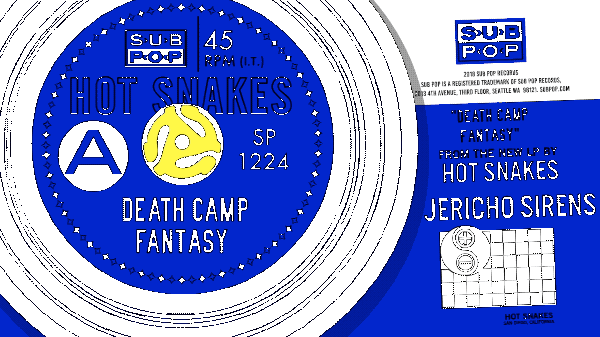 SUB
POP
45
RPM (I.T.)
HOT SNAKES
A
SP
1224
DEATH CAMP
FANTASY
SUB
POP
2018 SUB POP RECORDS
SUB POP IS A REGISTERED TRADEMARK OF SUB POP RECORDS,
2013 4TH AVENUE, THIRD FLOOR, SEATTLE WA 98121. SUBPOP.COM
"DEATH CAMP
FANTASY"
FROM THE NEW LP BY
HOT SNAKES
JERICHO SIRENS
HOT SNAKES